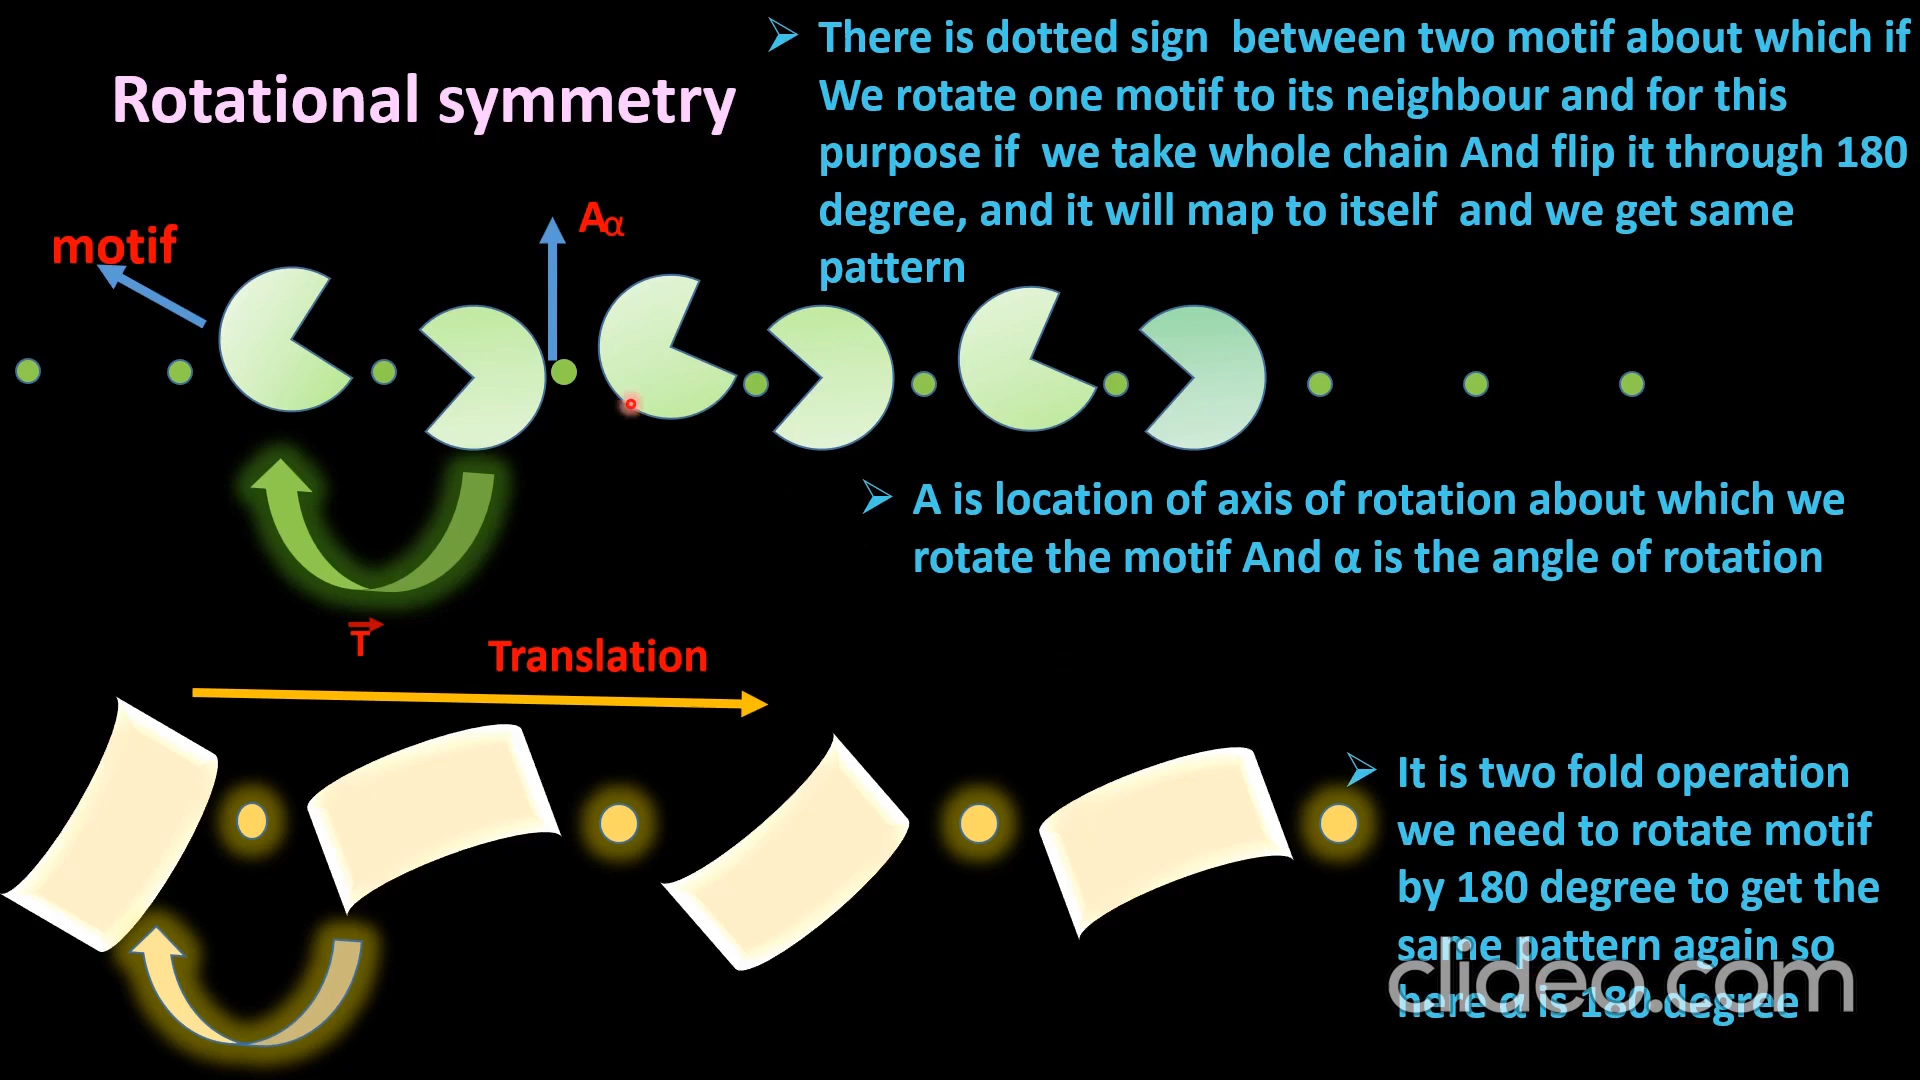 Rotational symmetry
There is dotted sign between two motif about which if
We rotate one motif to its neighbour and for this
purpose if we take whole chain And flip it through 180
degree, and it will map to itself and we get same
pattern
motif
Aα
A is location of axis of rotation about which we
rotate the motif And α is the angle of rotation
T
Translation
It is two fold operation
we need to rotate motif
by 180 degree to get the
same pattern again so
here α is 180 degree
clideo.com